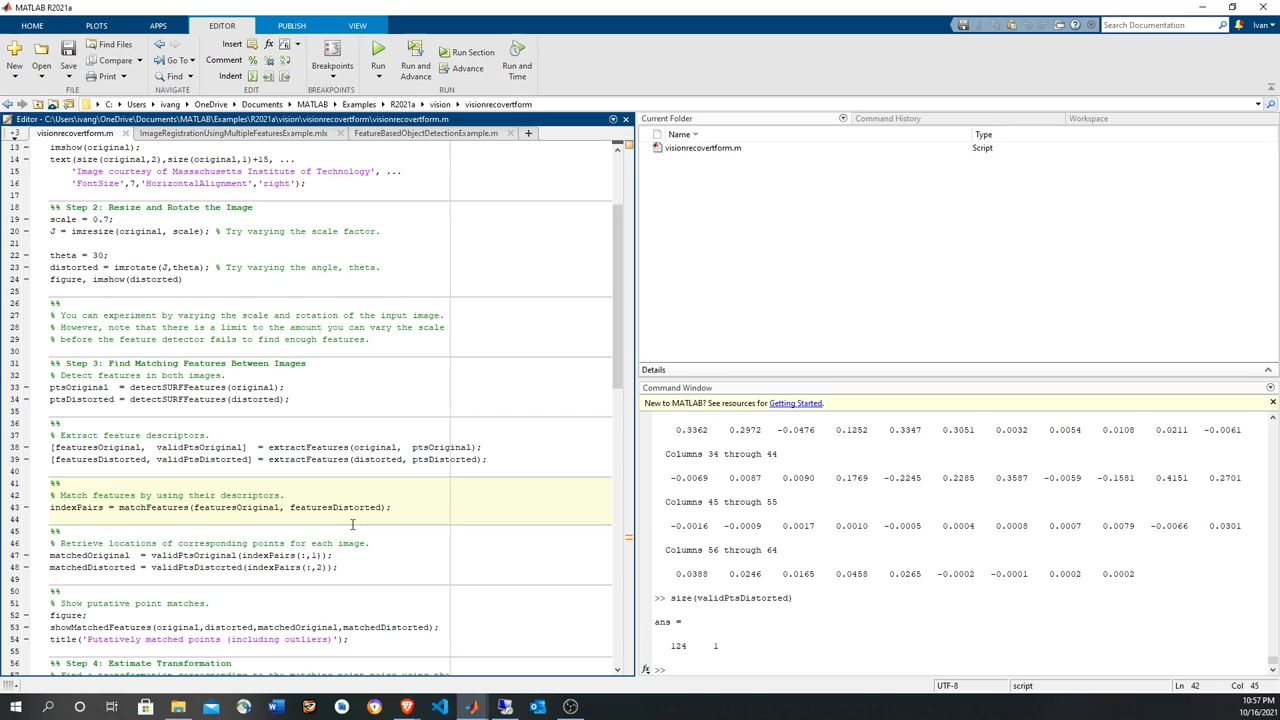 MATLAB R2021a
HOME PLOTS APPS EDITOR PUBLISH VIEW
Search Documentation Ivan
New Open Save Find Files Compare Print Go To Find Insert Comment Indent Breakpoints Run Run and Advance Run Section Advance Run and Time
FILE NAVIGATE EDIT BREAKPOINTS RUN
C: Users ivang OneDrive Documents MATLAB Examples R2021a vision visionrecovertform
Editor - C:\Users\ivang\OneDrive\Documents\MATLAB\Examples\R2021a\vision\visionrecovertform\visionrecovertform.m
+3 visionrecovertform.m ImageRegistrationUsingMultipleFeaturesExample.mlx FeatureBasedObjectDetectionExample.m
13 imshow(original);
14 text(size(original,2),size(original,1)+15, ...
15 'Image courtesy of Massachusetts Institute of Technology', ...
16 'FontSize',7,'HorizontalAlignment','right');
17
18 %% Step 2: Resize and Rotate the Image
19 scale = 0.7;
20 J = imresize(original, scale); % Try varying the scale factor.
21
22 theta = 30;
23 distorted = imrotate(J,theta); % Try varying the angle, theta.
24 figure, imshow(distorted)
25
26 %%
27 % You can experiment by varying the scale and rotation of the input image.
28 % However, note that there is a limit to the amount you can vary the scale
29 % before the feature detector fails to find enough features.
30
31 %% Step 3: Find Matching Features Between Images
32 % Detect features in both images.
33 ptsOriginal = detectSURFFeatures(original);
34 ptsDistorted = detectSURFFeatures(distorted);
35
36 %%
37 % Extract feature descriptors.
38 [featuresOriginal, validPtsOriginal] = extractFeatures(original, ptsOriginal);
39 [featuresDistorted, validPtsDistorted] = extractFeatures(distorted, ptsDistorted);
40
41 %%
42 % Match features by using their descriptors.
43 indexPairs = matchFeatures(featuresOriginal, featuresDistorted);
44
45 %%
46 % Retrieve locations of corresponding points for each image.
47 matchedOriginal = validPtsOriginal(indexPairs(:,1));
48 matchedDistorted = validPtsDistorted(indexPairs(:,2));
49
50 %%
51 % Show putative point matches.
52 figure;
53 showMatchedFeatures(original,distorted,matchedOriginal,matchedDistorted);
54 title('Putatively matched points (including outliers)');
55
56 %% Step 4: Estimate Transformation
57 % Find a transformation corresponding to the matching point pairs using the
Current Folder Command History Workspace
Name Type
visionrecovertform.m Script
Details
Command Window
New to MATLAB? See resources for Getting Started.
0.3362 0.2972 -0.0476 0.1252 0.3347 0.3051 0.0032 0.0054 0.0108 0.0211 -0.0061
Columns 34 through 44
-0.0069 0.0087 0.0090 0.1769 -0.2245 0.2285 0.3587 -0.0059 -0.1581 0.4151 0.2701
Columns 45 through 55
-0.0016 -0.0009 0.0017 0.0010 -0.0004 0.0008 0.0007 0.0079 -0.0066 0.0301
Columns 56 through 64
0.0388 0.0246 0.0165 0.0458 0.0265 -0.0002 -0.0001 0.0002 0.0002
>> size(validPtsDistorted)
ans =
124 1
>>
UTF-8 script Ln 42 Col 45
10:57 PM
10/16/2021